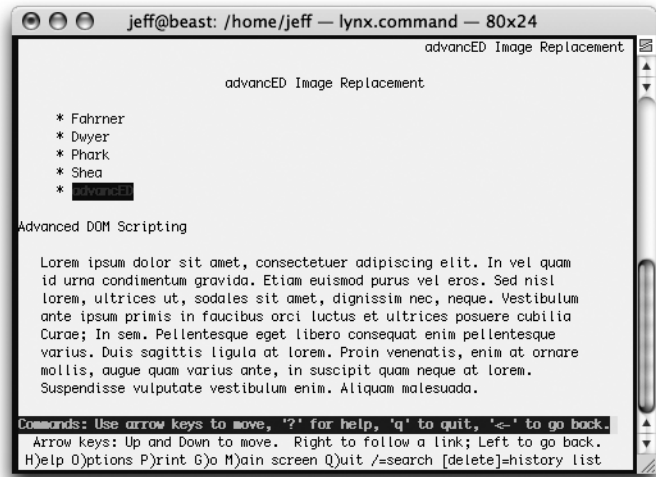 jeff@beast: /home/jeff — lynx.command — 80x24
advancED Image Replacement
advancED Image Replacement
* Fahrner
* Dwyer
* Phark
* Shea
* advancED
Advanced DOM Scripting
Lorem ipsum dolor sit amet, consectetuer adipiscing elit. In vel quam
id urna condimentum gravida. Etiam euismod purus vel eros. Sed nisl
lorem, ultrices ut, sodales sit amet, dignissim nec, neque. Vestibulum
ante ipsum primis in faucibus orci luctus et ultrices posuere cubilia
Curae; In sem. Pellentesque eget libero consequat enim pellentesque
varius. Duis sagittis ligula at lorem. Proin venenatis, enim at ornare
mollis, augue quam varius ante, in suscipit quam neque at lorem.
Suspendisse vulputate vestibulum enim. Aliquam malesuada.
Commands: Use arrow keys to move, '?' for help, 'q' to quit, '<-' to go back.
Arrow keys: Up and Down to move. Right to follow a link; Left to go back.
H)elp O)ptions P)rint G)o M)ain screen Q)uit /=search [delete]=history list